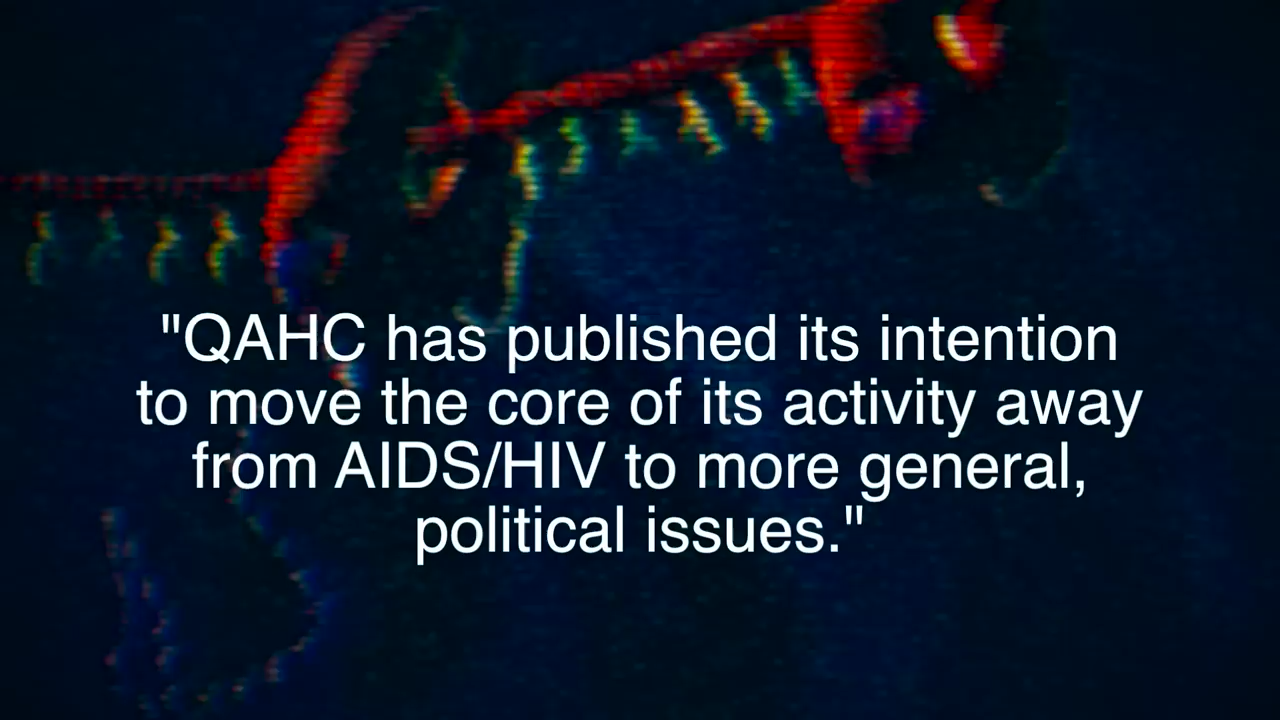 "QAHC has published its intention
to move the core of its activity away
from AIDS/HIV to more general,
political issues."